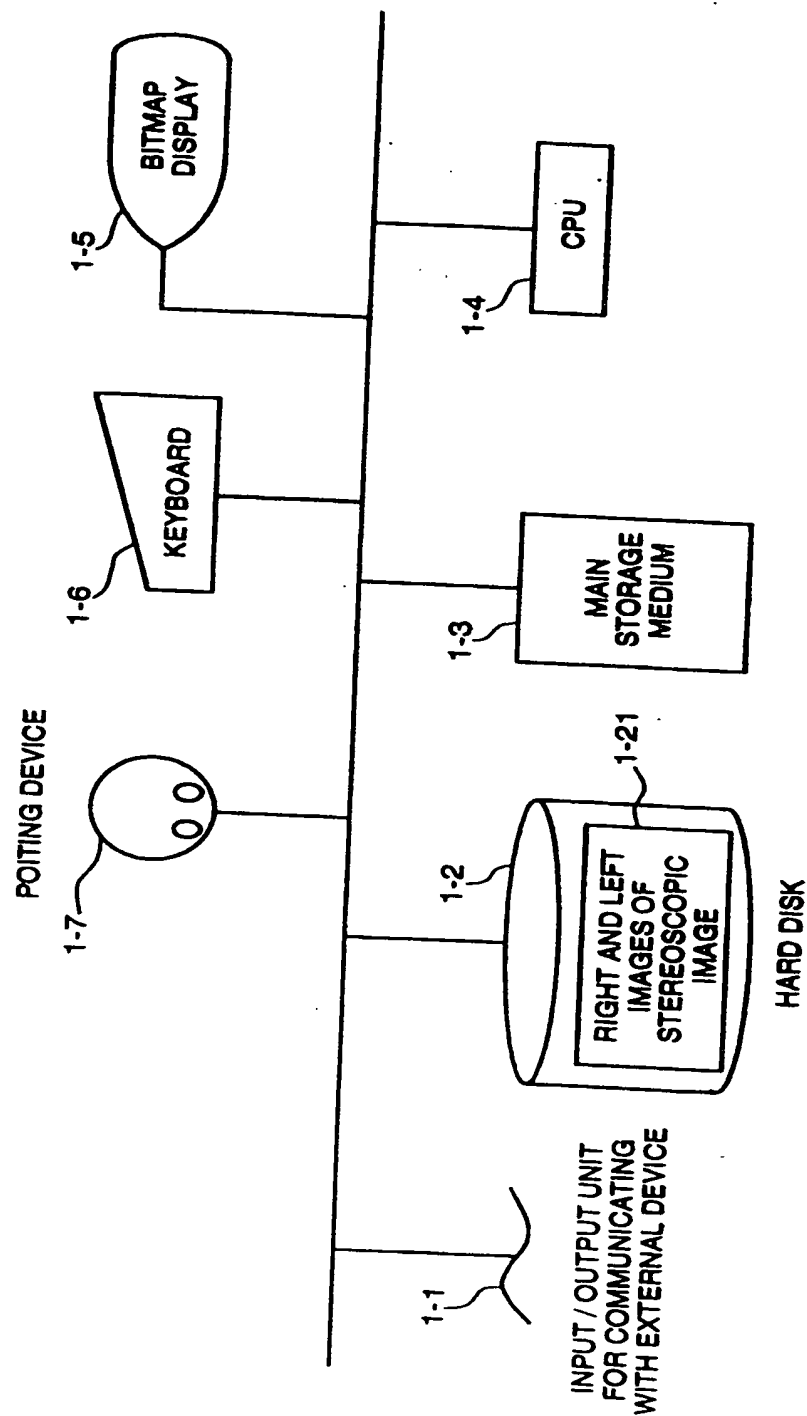 POITING DEVICE
1-7
1-6
KEYBOARD
1-5
BITMAP
DISPLAY
1-1
INPUT / OUTPUT UNIT
FOR COMMUNICATING
WITH EXTERNAL DEVICE
1-2
RIGHT AND LEFT
IMAGES OF
STEREOSCOPIC
IMAGE
1-21
HARD DISK
1-3
MAIN
STORAGE
MEDIUM
1-4
CPU